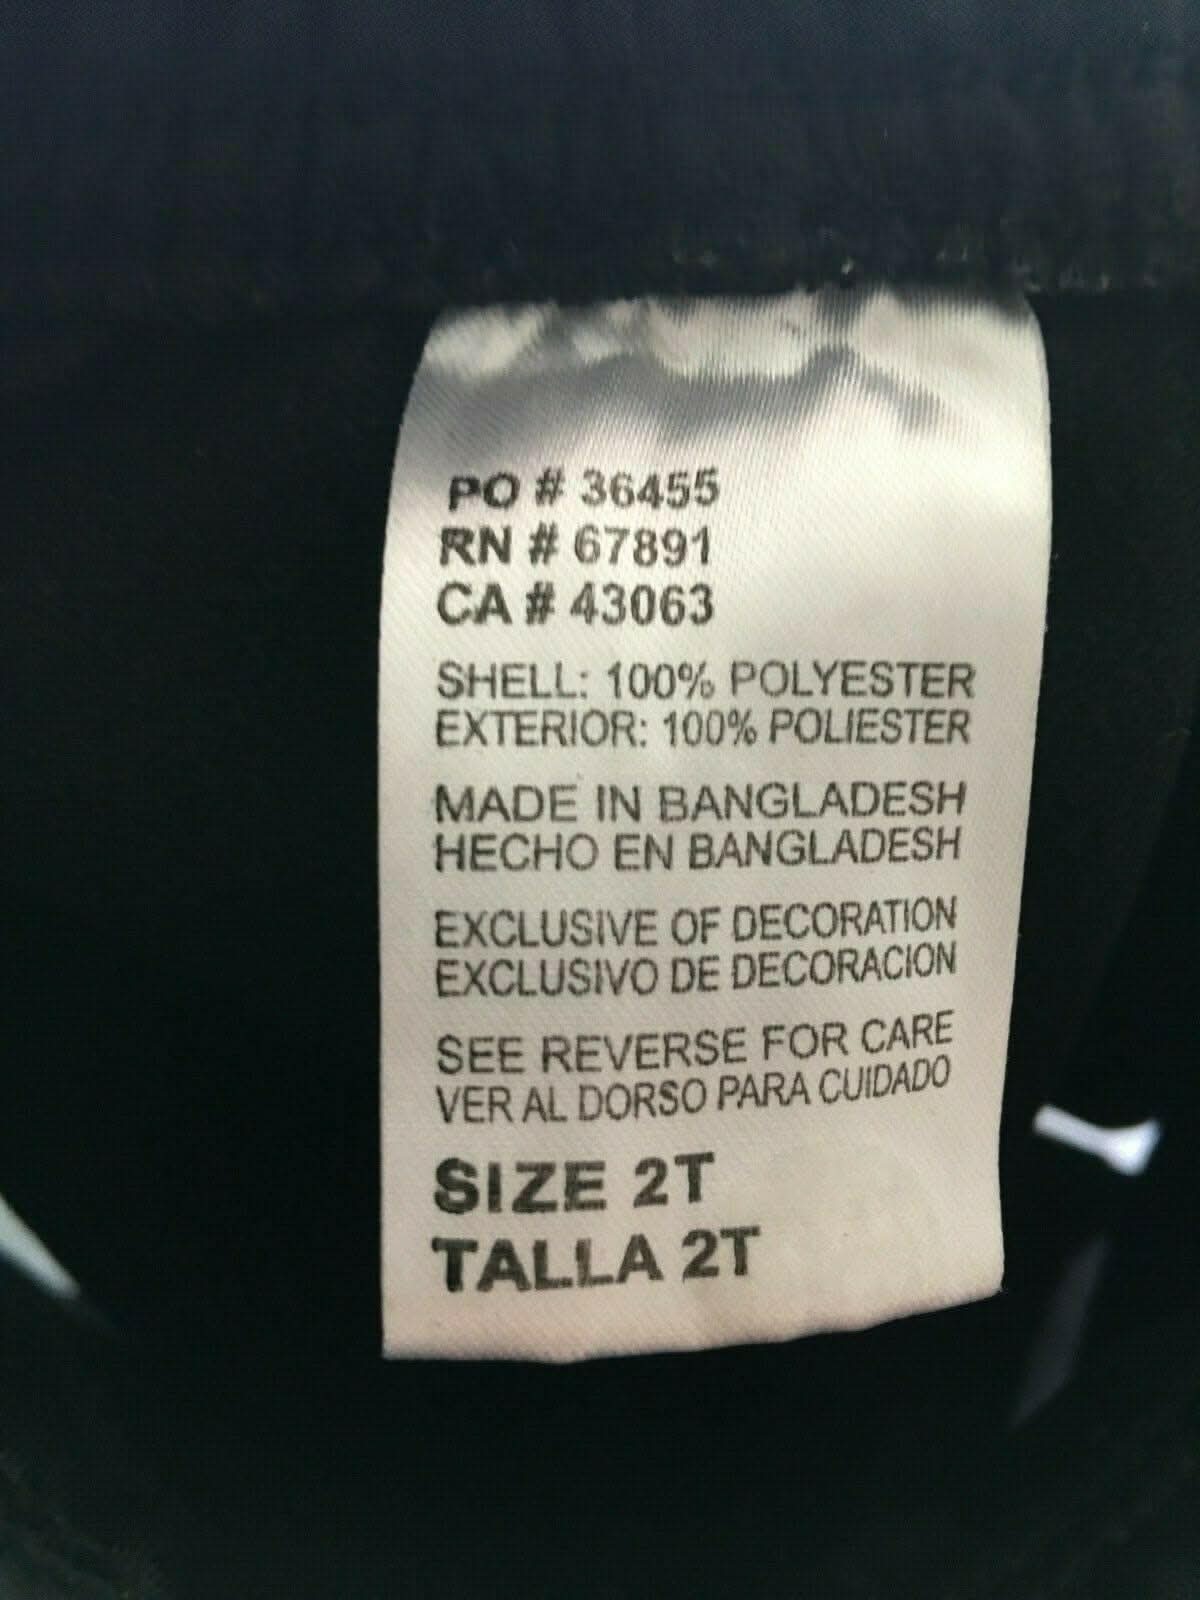 PO # 36455
RN # 67891
CA # 43063
SHELL: 100% POLYESTER
EXTERIOR: 100% POLIESTER
MADE IN BANGLADESH
HECHO EN BANGLADESH
EXCLUSIVE OF DECORATION
EXCLUSIVO DE DECORACION
SEE REVERSE FOR CARE
VER AL DORSO PARA CUIDADO
SIZE 2T
TALLA 2T